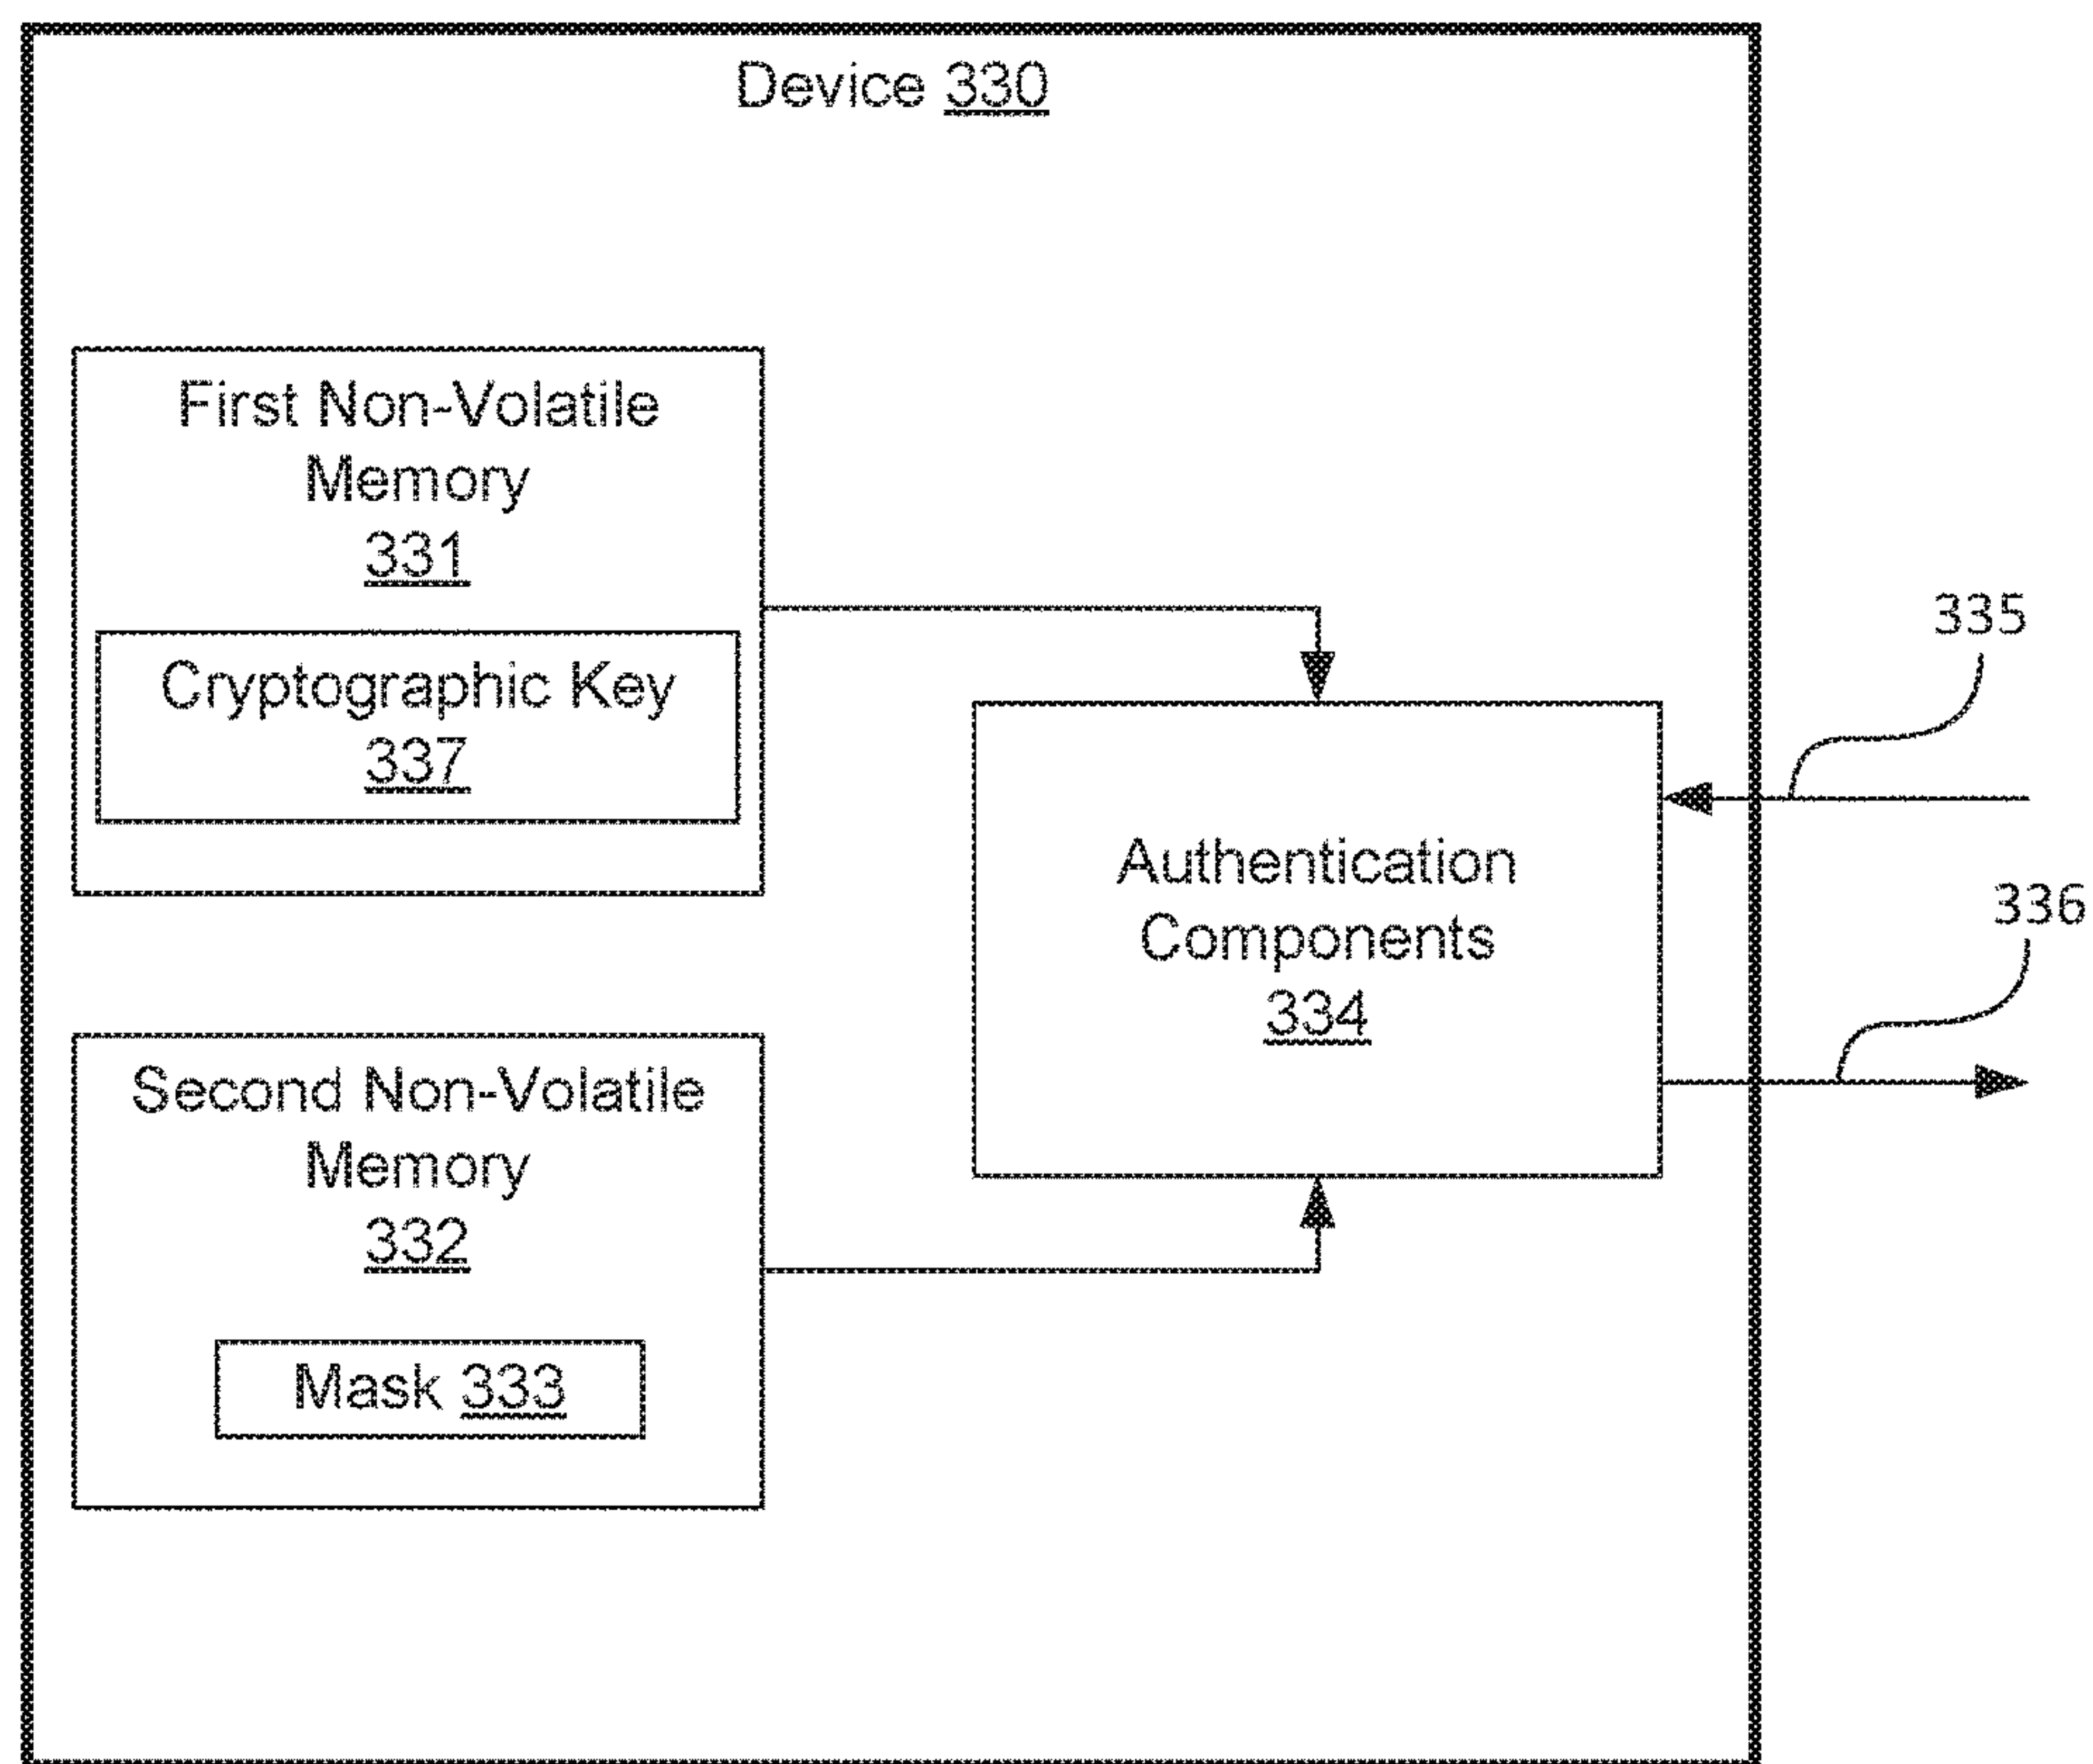 Device 330
First Non-Volatile
Memory
331
Cryptographic Key
337
335
Authentication
Components
334
336
Second Non-Volatile
Memory
332
Mask 333